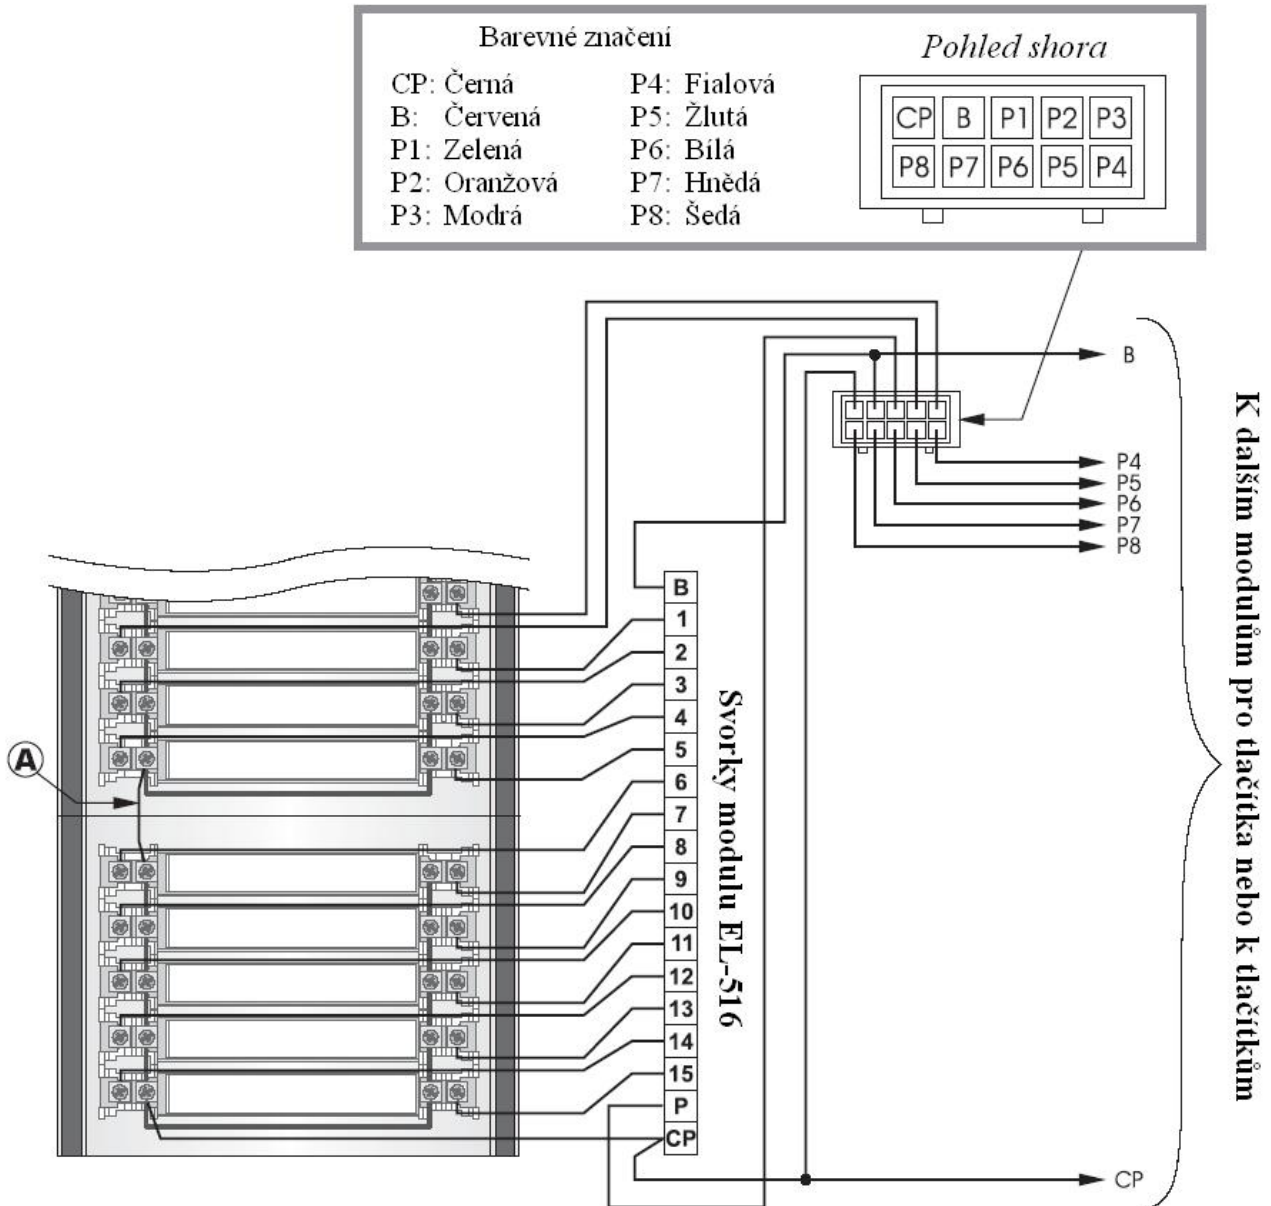 Barevné značení
CP: Černá
B: Červená
P1: Zelená
P2: Oranžová
P3: Modrá
P4: Fialová
P5: Žlutá
P6: Bílá
P7: Hnědá
P8: Šedá
Pohled shora
CP B P1 P2 P3
P8 P7 P6 P5 P4
B
P4
P5
P6
P7
P8
K dalším modulům pro tlačítka nebo k tlačítkům
A
B
1
2
3
4
5
6
7
8
9
10
11
12
13
14
15
P
CP
Svorky modulu EL-516
CP